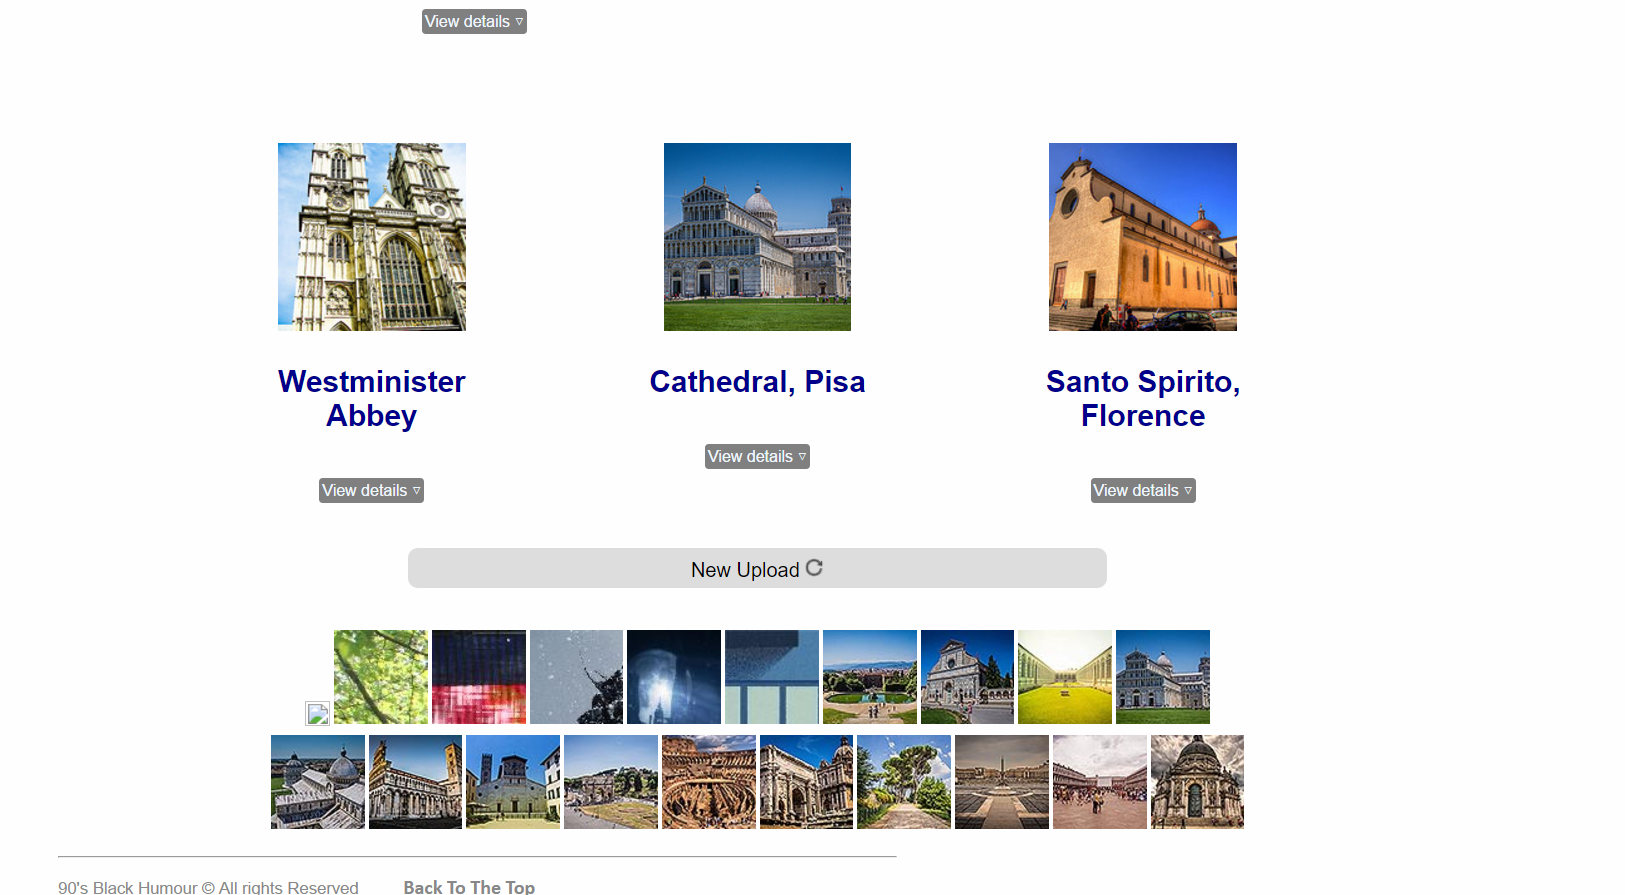 View details ▿
Westminister
Abbey
View details ▿
Cathedral, Pisa
View details ▿
Santo Spirito,
Florence
View details ▿
New Upload
90's Black Humour © All rights Reserved
Back To The Top